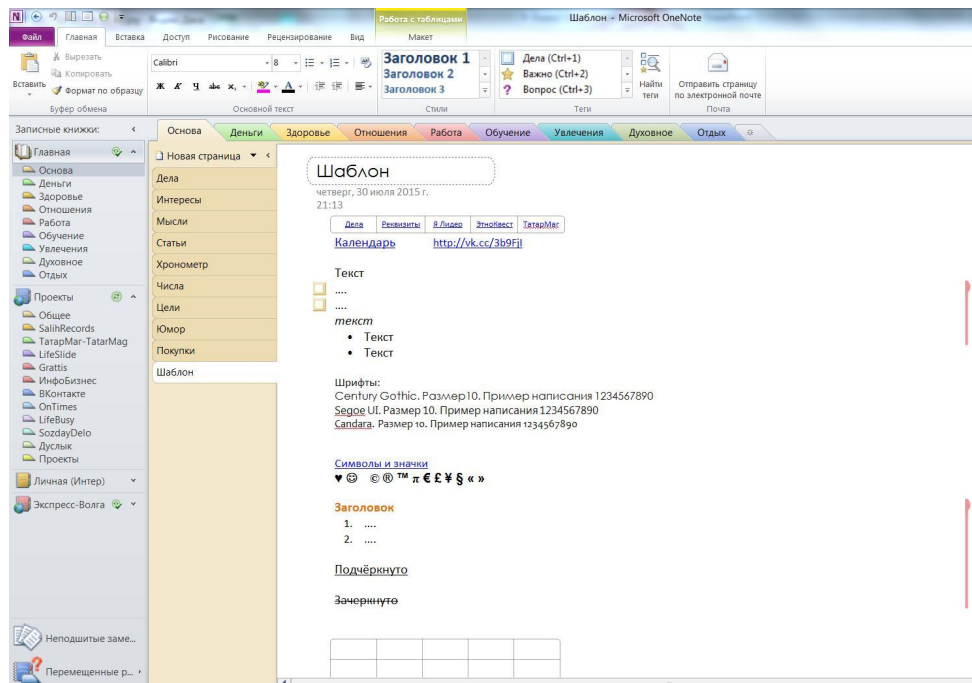 Работа с таблицами
Шаблон - Microsoft OneNote
Файл Главная Вставка Доступ Рисование Рецензирование Вид Макет
Вставить
Вырезать
Копировать
Формат по образцу
Буфер обмена
Calibri 8
Ж К Ч abc x₂ A
Основной текст
Заголовок 1
Заголовок 2
Заголовок 3
Стили
Дела (Ctrl+1)
Важно (Ctrl+2)
Вопрос (Ctrl+3)
Теги
Найти теги
Отправить страницу по электронной почте
Почта
Записные книжки:
Основа Деньги Здоровье Отношения Работа Обучение Увлечения Духовное Отдых
Главная
Основа
Деньги
Здоровье
Отношения
Работа
Обучение
Увлечения
Духовное
Отдых
Проекты
Общее
SalihRecords
ТатарМар-TatarMag
LifeSlide
Grattis
ИнфоБизнес
ВКонтакте
OnTimes
LifeBusy
SozdayDelo
Дуслык
Проекты
Личная (Интер)
Экспресс-Волга
Неподшитые заме...
Перемещенные р...
Новая страница
Дела
Интересы
Мысли
Статьи
Хронометр
Числа
Цели
Юмор
Покупки
Шаблон
Шаблон
четверг, 30 июля 2015 г.
21:13
Дела Реквизиты Я Лидер ЭтноКвест ТатарМаг
Календарь http://vk.cc/3b9FjI
Текст
....
....
текст
• Текст
• Текст
Шрифты:
Century Gothic. Размер10. Пример написания 1234567890
Segoe UI. Размер 10. Пример написания 1234567890
Candara. Размер 10. Пример написания 1234567890
Символы и значки
♥ ☺ © ® ™ π € £ ¥ § « »
Заголовок
1. ....
2. ....
Подчёркнуто
Зачеркнуто